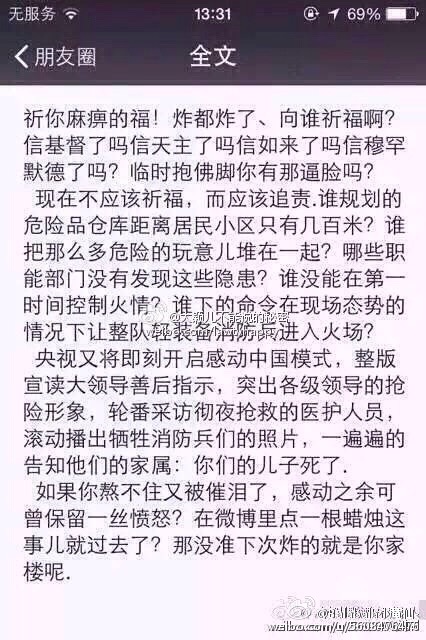 无服务
13:31
69%
朋友圈
全文
祈你麻痹的福！炸都炸了、向谁祈福啊?
信基督了吗信天主了吗信如来了吗信穆罕
默德了吗？临时抱佛脚你有那逼脸吗？
现在不应该祈福，而应该追责.谁规划的
危险品仓库距离居民小区只有几百米？谁
把那么多危险的玩意儿堆在一起？哪些职
能部门没有发现这些隐患？谁没能在第一
时间控制火情？谁下的命令在现场态势的
情况下让整队轻装备消防兵进入火场？
央视又将即刻开启感动中国模式，整版
宣读大领导善后指示，突出各级领导的抢
险形象，轮番采访彻夜抢救的医护人员，
滚动播出牺牲消防兵们的照片，一遍遍的
告知他们的家属：你们的儿子死了.
如果你熬不住又被催泪了，感动之余可
曾保留一丝愤怒？在微博里点一根蜡烛这
事儿就过去了？那没准下次炸的就是你家
楼呢.